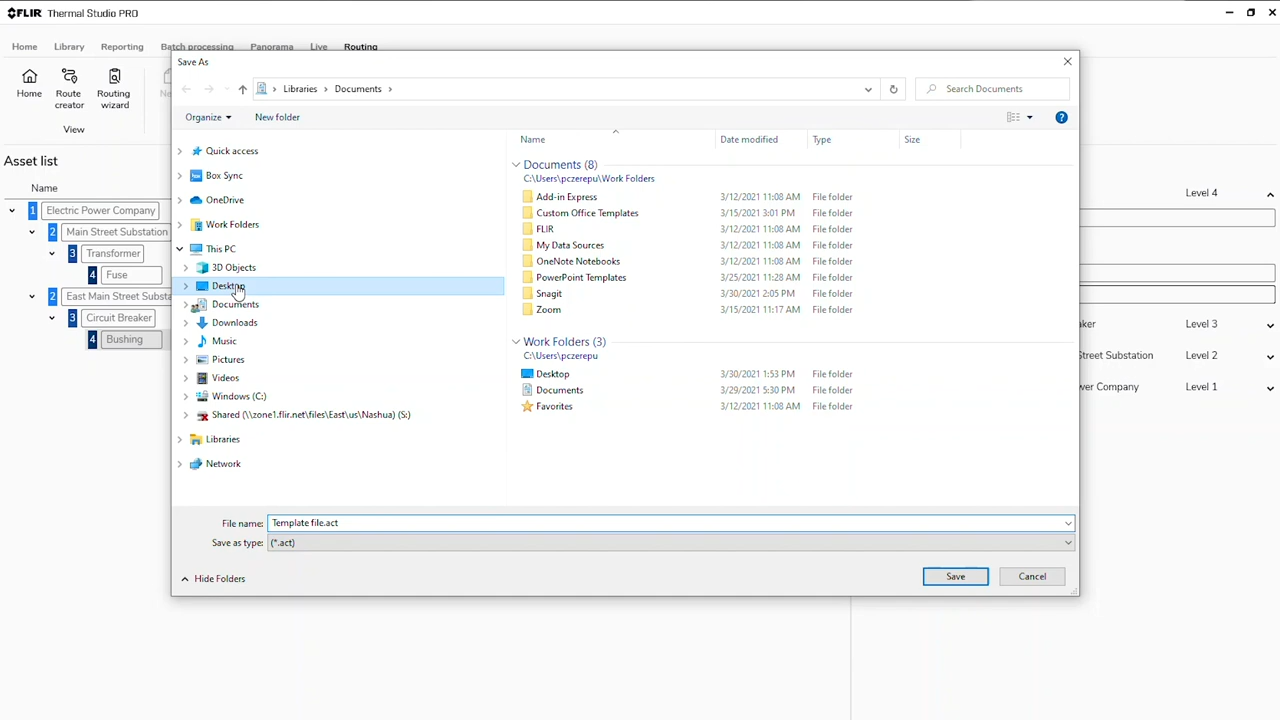 FLIR Thermal Studio PRO
Home Library Reporting Batch processing Panorama Live Routing
Save As
Libraries > Documents >
Search Documents
Home
Route creator
Routing wizard
Ne
View
Organize
New folder
Asset list
Name
1 Electric Power Company
2 Main Street Substation
3 Transformer
4 Fuse
2 East Main Street Substa
3 Circuit Breaker
4 Bushing
Quick access
Box Sync
OneDrive
Work Folders
This PC
3D Objects
Desktop
Documents
Downloads
Music
Pictures
Videos
Windows (C:)
Shared (\\zone1.flir.net\files\East\us\Nashua) (S:)
Libraries
Network
Name Date modified Type Size
Documents (8)
C:\Users\pczerepu\Work Folders
Add-in Express 3/12/2021 11:08 AM File folder
Custom Office Templates 3/15/2021 3:01 PM File folder
FLIR 3/12/2021 11:08 AM File folder
My Data Sources 3/12/2021 11:08 AM File folder
OneNote Notebooks 3/12/2021 11:08 AM File folder
PowerPoint Templates 3/25/2021 11:28 AM File folder
Snagit 3/30/2021 2:05 PM File folder
Zoom 3/15/2021 11:17 AM File folder
Work Folders (3)
C:\Users\pczerepu
Desktop 3/30/2021 1:53 PM File folder
Documents 3/29/2021 5:30 PM File folder
Favorites 3/12/2021 11:08 AM File folder
Level 4
aker Level 3
Street Substation Level 2
wer Company Level 1
File name: Template file.act
Save as type: (*.act)
Hide Folders
Save
Cancel